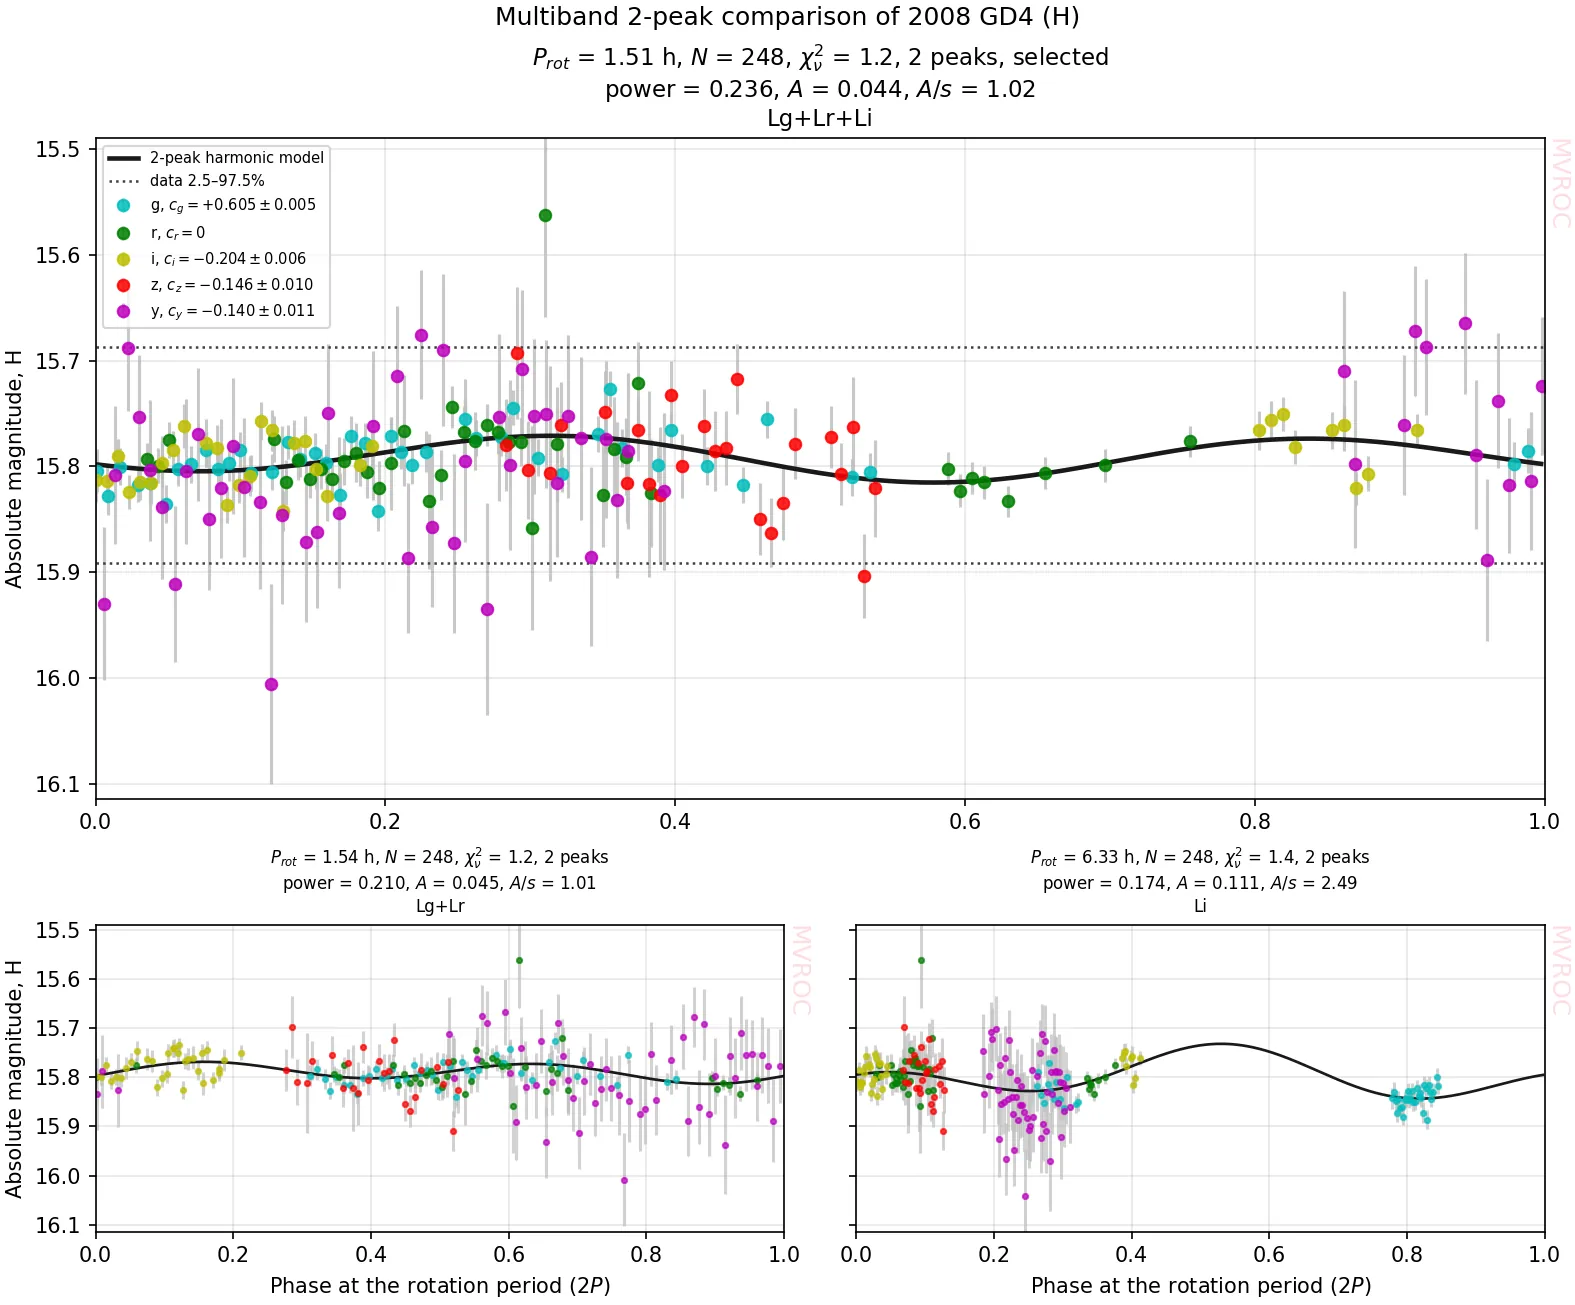 Multiband 2-peak comparison of 2008 GD4 (H)
P_rot = 1.51 h, N = 248, χ²_ν = 1.2, 2 peaks, selected
power = 0.236, A = 0.044, A/s = 1.02
Lg+Lr+Li
2-peak harmonic model
data 2.5–97.5%
g, c_g = +0.605 ± 0.005
r, c_r = 0
i, c_i = −0.204 ± 0.006
z, c_z = −0.146 ± 0.010
y, c_y = −0.140 ± 0.011
MVROC
Absolute magnitude, H
15.5
15.6
15.7
15.8
15.9
16.0
16.1
0.0 0.2 0.4 0.6 0.8 1.0
P_rot = 1.54 h, N = 248, χ²_ν = 1.2, 2 peaks
power = 0.210, A = 0.045, A/s = 1.01
Lg+Lr
MVROC
Absolute magnitude, H
15.5
15.6
15.7
15.8
15.9
16.0
16.1
0.0 0.2 0.4 0.6 0.8 1.0
Phase at the rotation period (2P)
P_rot = 6.33 h, N = 248, χ²_ν = 1.4, 2 peaks
power = 0.174, A = 0.111, A/s = 2.49
Li
MVROC
0.0 0.2 0.4 0.6 0.8 1.0
Phase at the rotation period (2P)